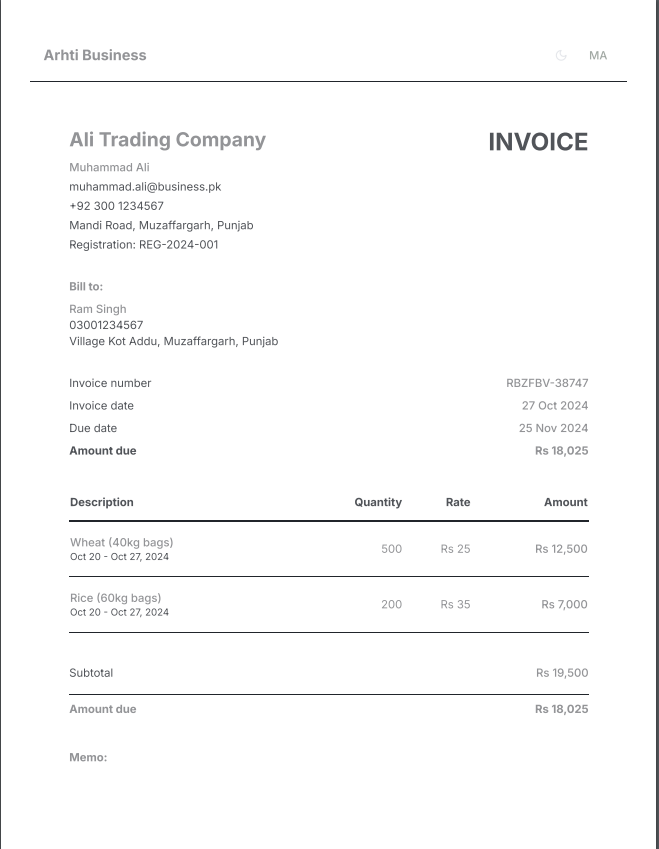 Arhti Business MA
Ali Trading Company INVOICE
Muhammad Ali
muhammad.ali@business.pk
+92 300 1234567
Mandi Road, Muzaffargarh, Punjab
Registration: REG-2024-001
Bill to:
Ram Singh
03001234567
Village Kot Addu, Muzaffargarh, Punjab
Invoice number RBZFBV-38747
Invoice date 27 Oct 2024
Due date 25 Nov 2024
Amount due Rs 18,025
Description Quantity Rate Amount
Wheat (40kg bags) 500 Rs 25 Rs 12,500
Oct 20 - Oct 27, 2024
Rice (60kg bags) 200 Rs 35 Rs 7,000
Oct 20 - Oct 27, 2024
Subtotal Rs 19,500
Amount due Rs 18,025
Memo: